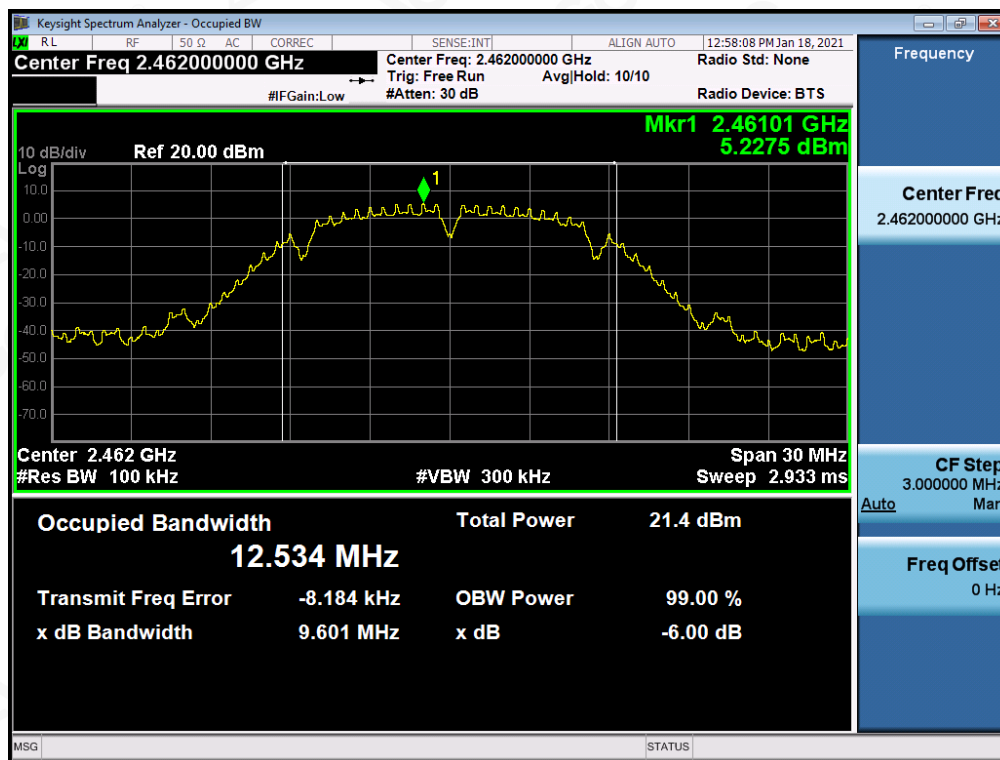 Keysight Spectrum Analyzer - Occupied BW
LXI RL RF 50 Ω AC CORREC SENSE:INT ALIGN AUTO 12:58:08 PM Jan 18, 2021
Center Freq 2.462000000 GHz
Center Freq: 2.462000000 GHz
Radio Std: None
Trig: Free Run Avg|Hold: 10/10
#IFGain:Low
#Atten: 30 dB
Radio Device: BTS
Mkr1 2.46101 GHz
5.2275 dBm
10 dB/div Ref 20.00 dBm
Log
1
10.0
0.00
-10.0
-20.0
-30.0
-40.0
-50.0
-60.0
-70.0
Center 2.462 GHz Span 30 MHz
#Res BW 100 kHz #VBW 300 kHz Sweep 2.933 ms
Occupied Bandwidth Total Power 21.4 dBm
12.534 MHz
Transmit Freq Error -8.184 kHz OBW Power 99.00 %
x dB Bandwidth 9.601 MHz x dB -6.00 dB
Frequency
Center Freq
2.462000000 GHz
CF Step
3.000000 MHz
Auto Man
Freq Offset
0 Hz
MSG STATUS